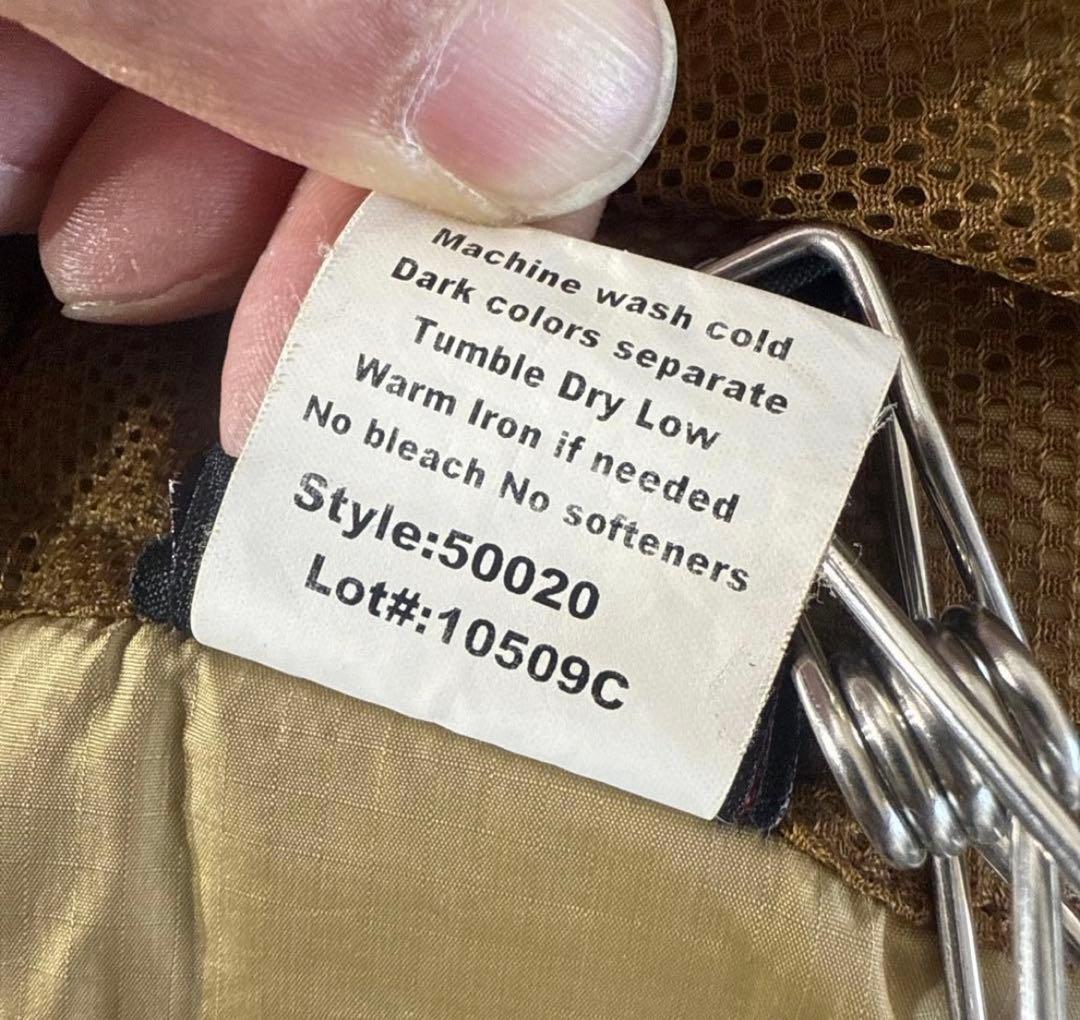 Machine wash cold
Dark colors separate
Tumble Dry Low
Warm Iron if needed
No bleach No softeners
Style:50020
Lot#:10509C